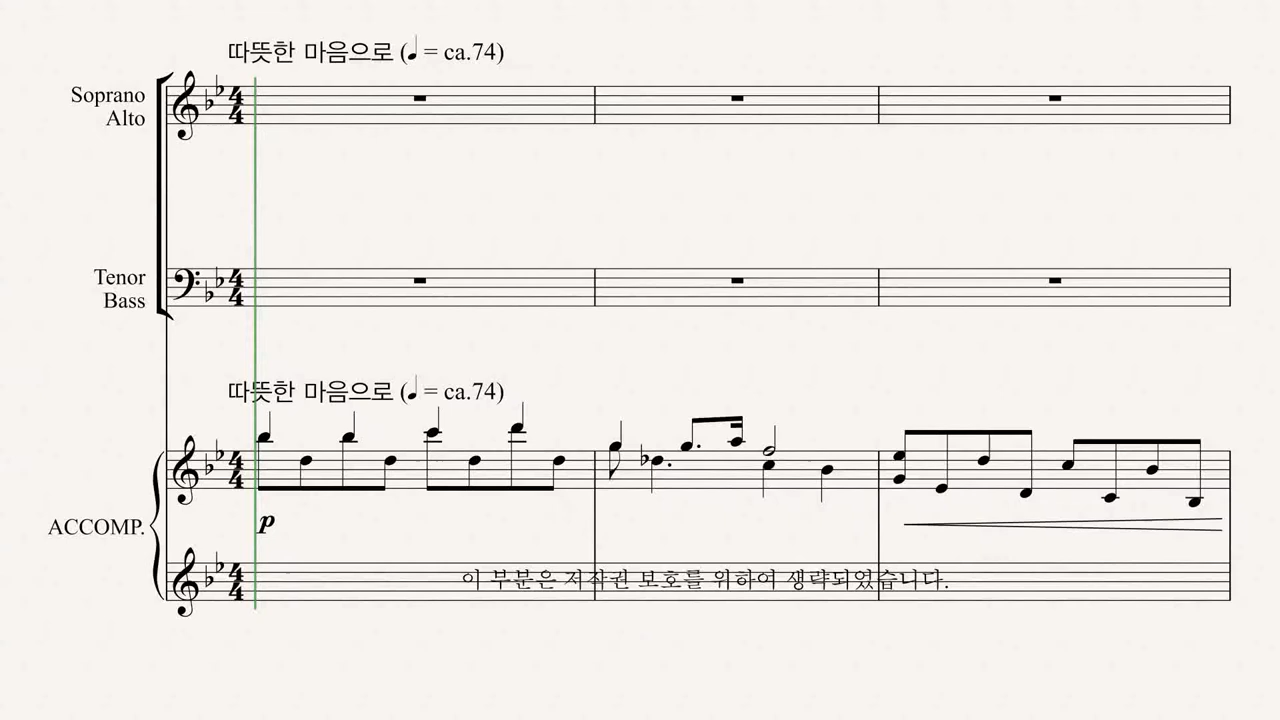 따뜻한 마음으로 (♩ = ca.74)
Soprano
Alto
Tenor
Bass
따뜻한 마음으로 (♩ = ca.74)
p
ACCOMP.
이 부분은 저작권 보호를 위하여 생략되었습니다.